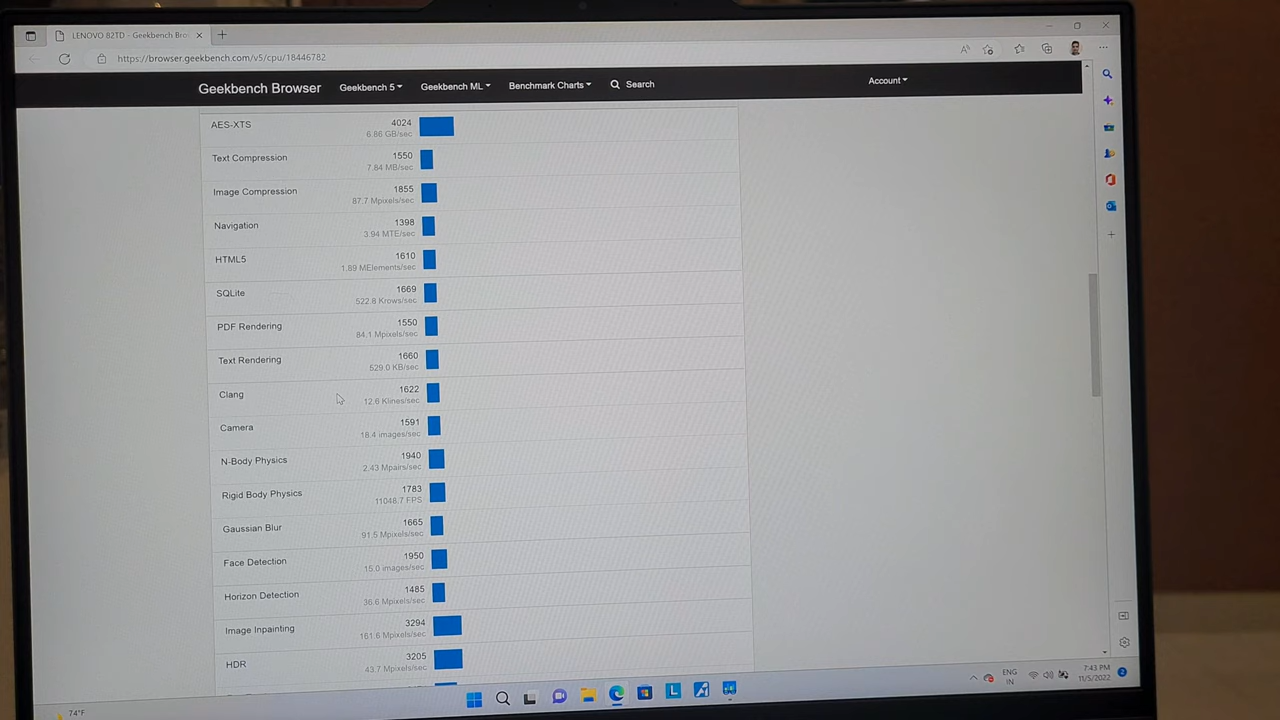 LENOVO 82TD - Geekbench Bro
https://browser.geekbench.com/v5/cpu/18446782
Geekbench Browser Geekbench 5 Geekbench ML Benchmark Charts Search Account
AES-XTS 4024
6.86 GB/sec
Text Compression 1550
7.84 MB/sec
Image Compression 1855
87.7 Mpixels/sec
Navigation 1398
3.94 MTE/sec
HTML5 1610
1.89 MElements/sec
SQLite 1669
522.8 Krows/sec
PDF Rendering 1550
84.1 Mpixels/sec
Text Rendering 1660
529.0 KB/sec
Clang 1622
12.6 Klines/sec
Camera 1591
18.4 images/sec
N-Body Physics 1940
2.43 Mpairs/sec
Rigid Body Physics 1783
11048.7 FPS
Gaussian Blur 1665
91.5 Mpixels/sec
Face Detection 1950
15.0 images/sec
Horizon Detection 1485
36.6 Mpixels/sec
Image Inpainting 3294
161.6 Mpixels/sec
HDR 3205
43.7 Mpixels/sec
74°F
ENG
IN
7:43 PM
11/5/2022
2